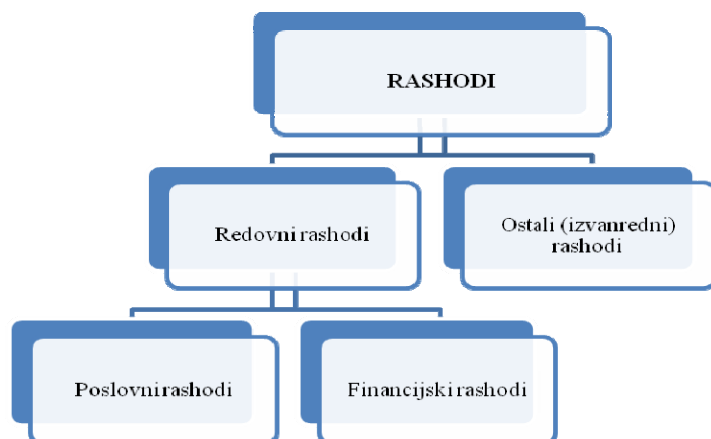 RASHODI
Redovni rashodi
Ostali (izvanredni)
rashodi
Poslovni rashodi
Financijski rashodi